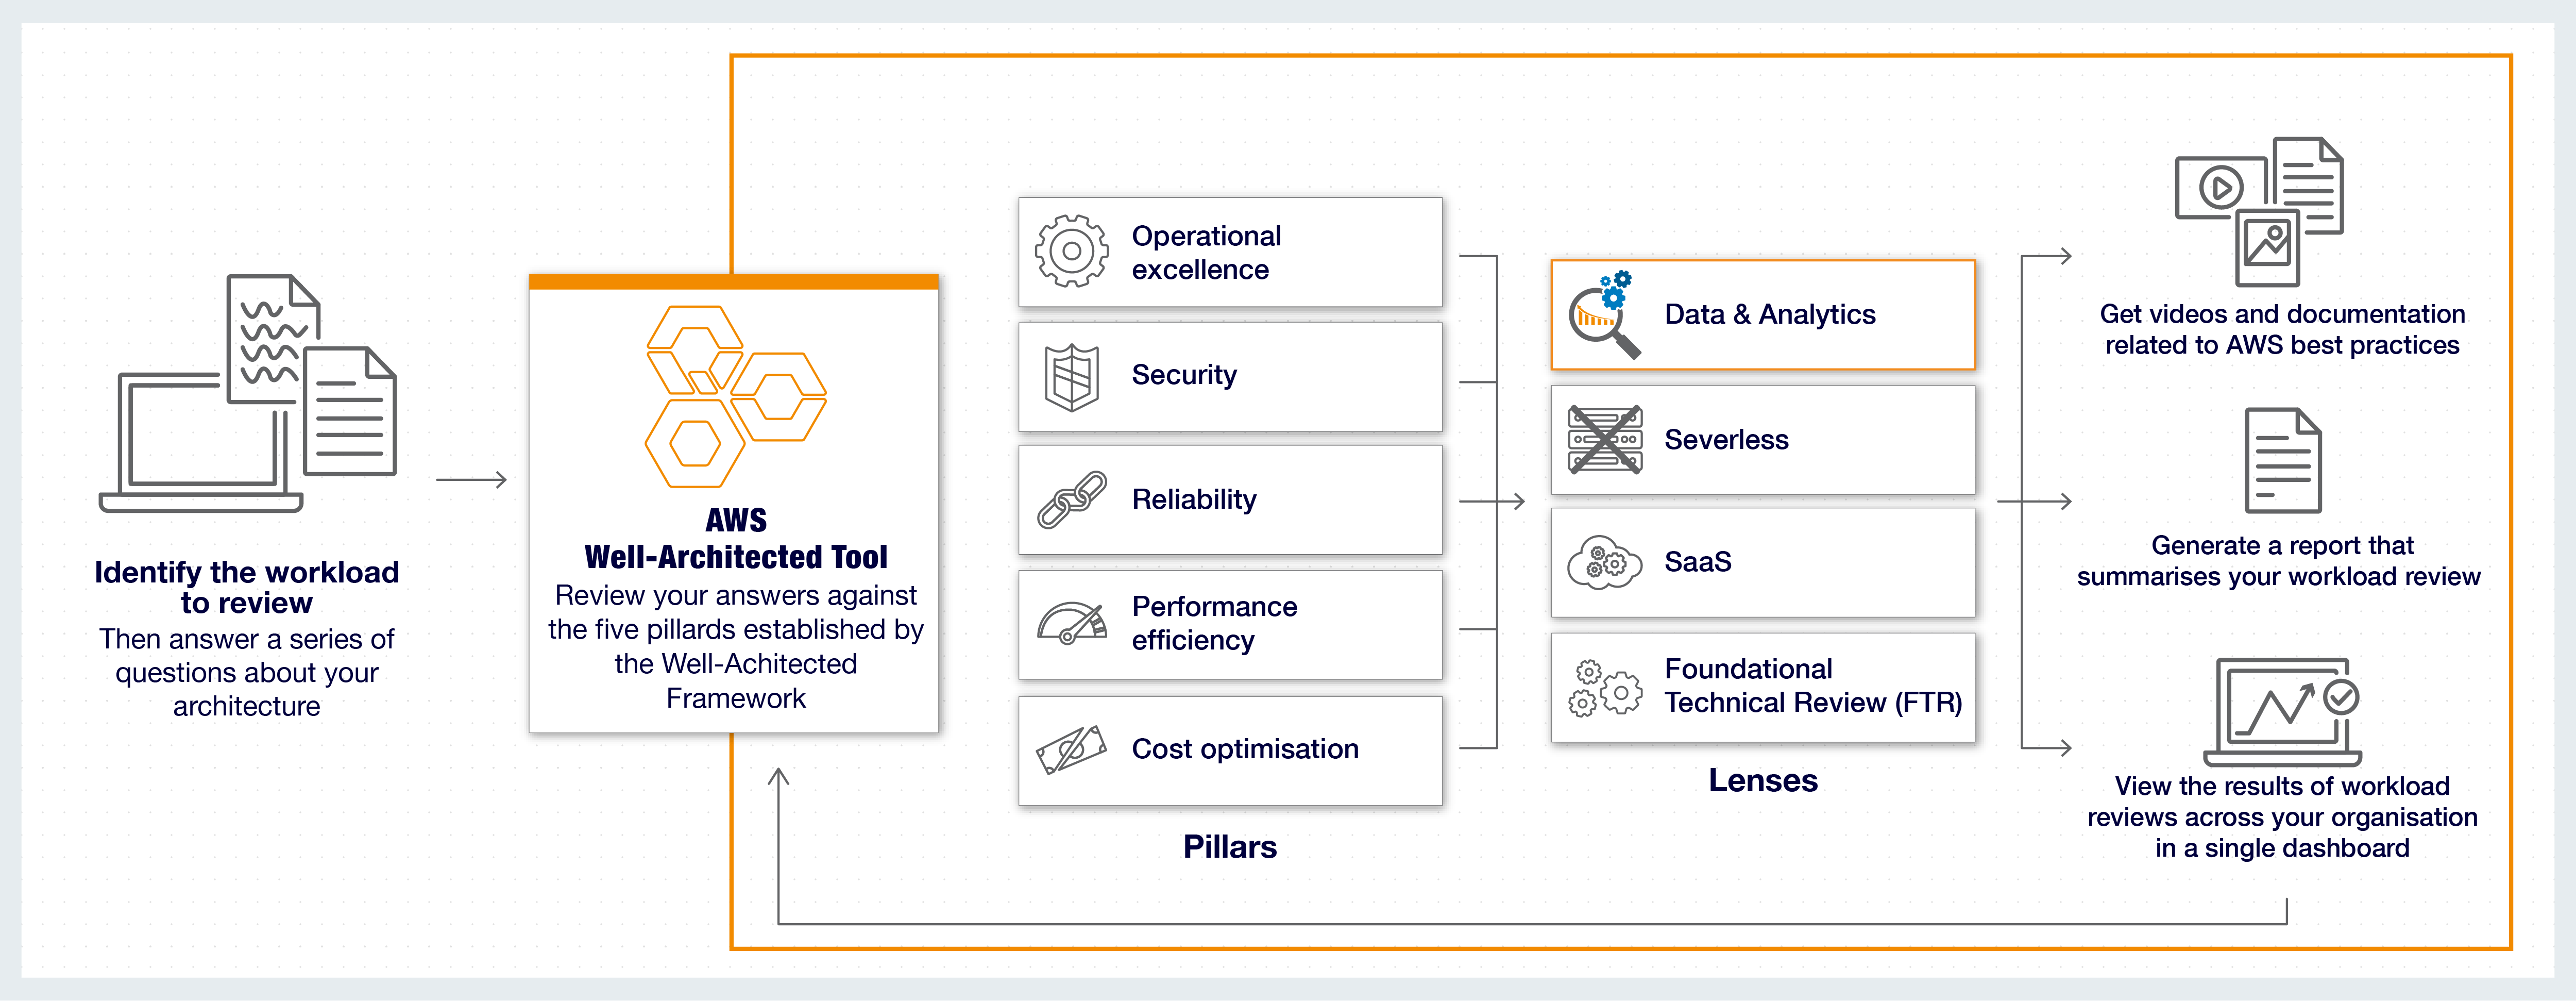 Identify the workload
to review
Then answer a series of
questions about your
architecture
AWS
Well-Architected Tool
Review your answers against
the five pillards established by
the Well-Achitected
Framework
Operational
excellence
Security
Reliability
Performance
efficiency
Cost optimisation
Pillars
Data & Analytics
Severless
SaaS
Foundational
Technical Review (FTR)
Lenses
Get videos and documentation
related to AWS best practices
Generate a report that
summarises your workload review
View the results of workload
reviews across your organisation
in a single dashboard